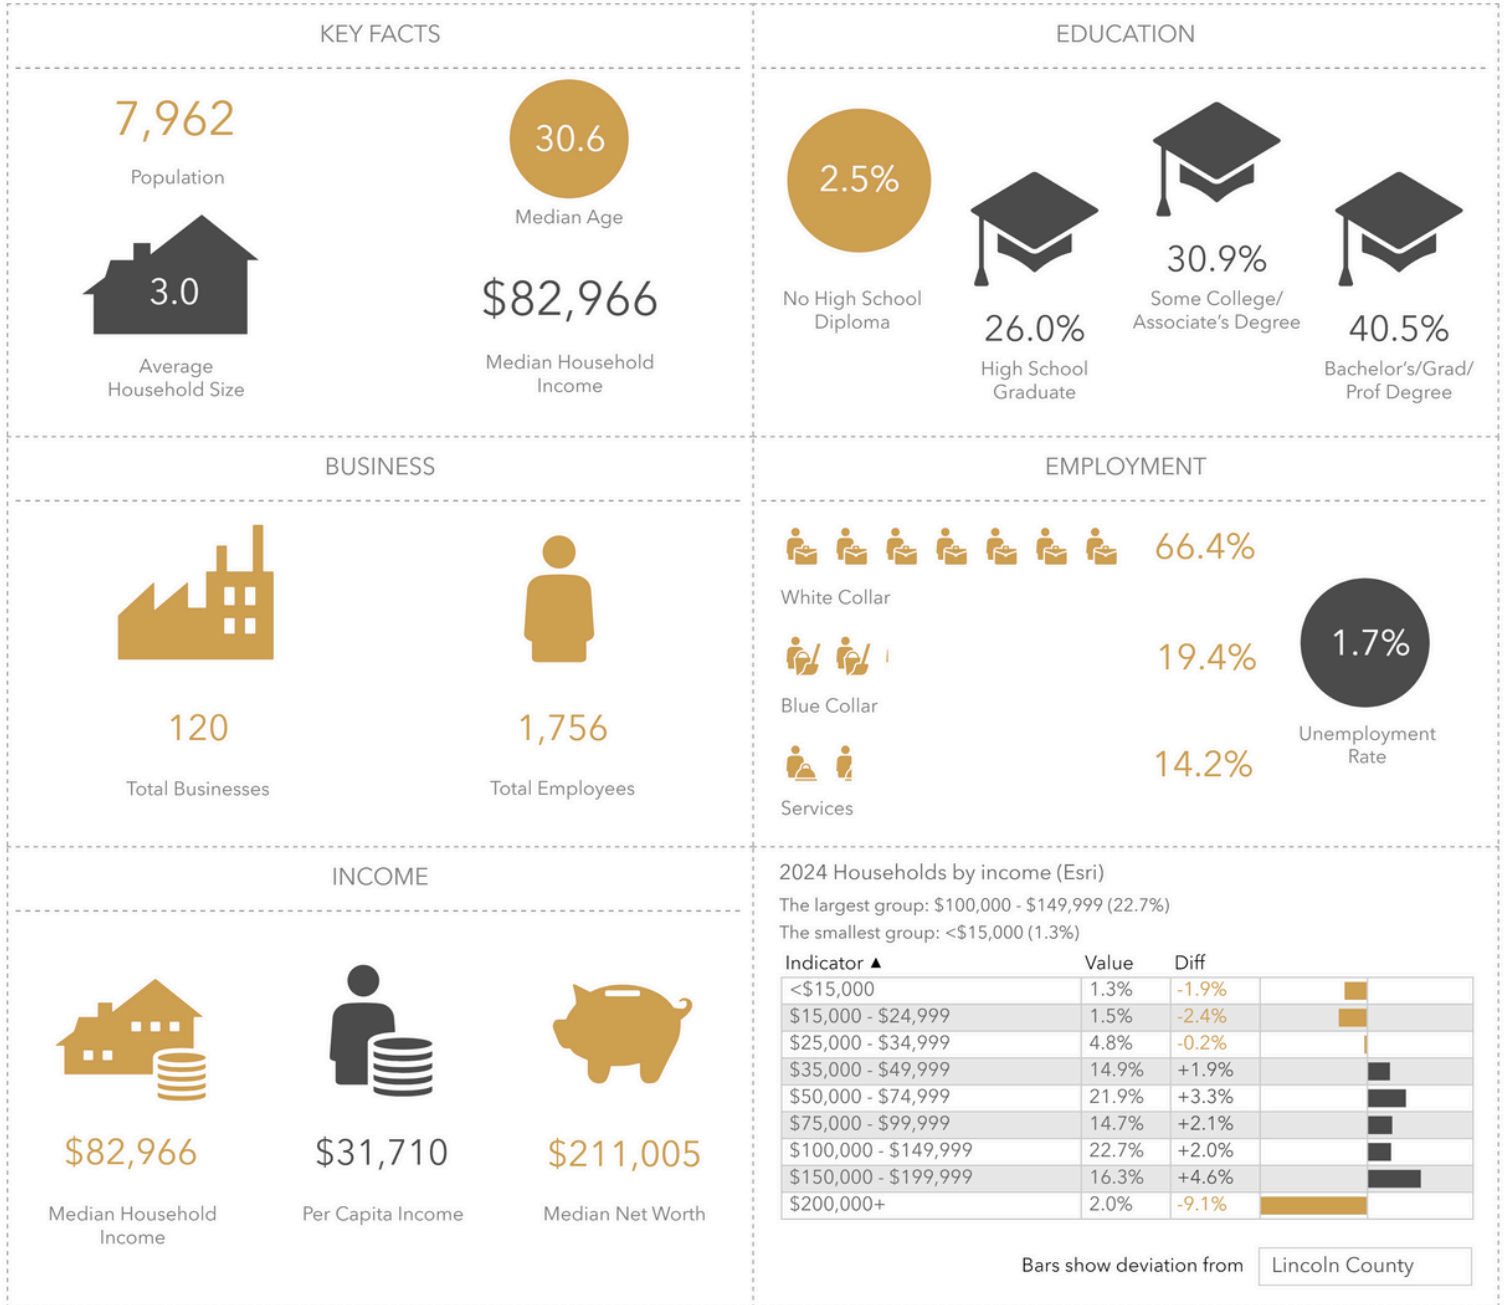 KEY FACTS
7,962
Population
30.6
Median Age
3.0
Average
Household Size
$82,966
Median Household
Income
EDUCATION
2.5%
No High School
Diploma
26.0%
High School
Graduate
30.9%
Some College/
Associate's Degree
40.5%
Bachelor's/Grad/
Prof Degree
BUSINESS
120
Total Businesses
1,756
Total Employees
EMPLOYMENT
66.4%
White Collar
19.4%
Blue Collar
14.2%
Services
1.7%
Unemployment
Rate
INCOME
$82,966
Median Household
Income
$31,710
Per Capita Income
$211,005
Median Net Worth
2024 Households by income (Esri)
The largest group: $100,000 - $149,999 (22.7%)
The smallest group: <$15,000 (1.3%)
Indicator ▲ Value Diff
<$15,000 1.3% -1.9%
$15,000 - $24,999 1.5% -2.4%
$25,000 - $34,999 4.8% -0.2%
$35,000 - $49,999 14.9% +1.9%
$50,000 - $74,999 21.9% +3.3%
$75,000 - $99,999 14.7% +2.1%
$100,000 - $149,999 22.7% +2.0%
$150,000 - $199,999 16.3% +4.6%
$200,000+ 2.0% -9.1%
Bars show deviation from Lincoln County